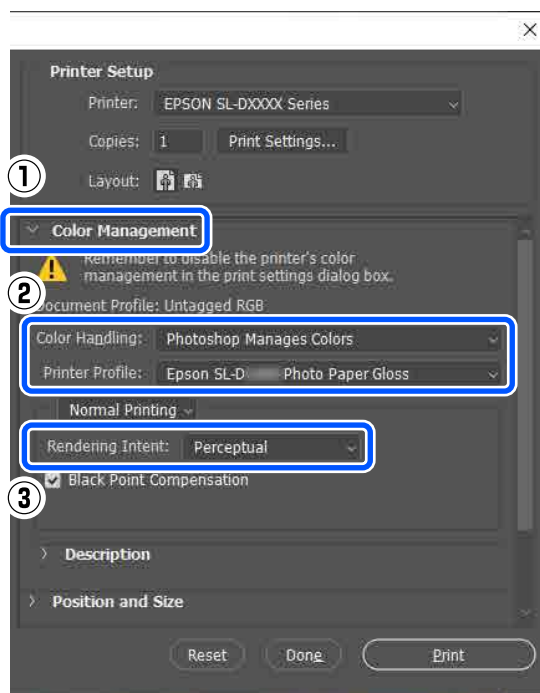 Printer Setup
Printer: EPSON SL-DXXXX Series
Copies: 1 Print Settings...
①
Layout:
Color Management
Remember to disable the printer's color
management in the print settings dialog box.
②
Document Profile: Untagged RGB
Color Handling: Photoshop Manages Colors
Printer Profile: Epson SL-D Photo Paper Gloss
Normal Printing
Rendering Intent: Perceptual
Black Point Compensation
③
Description
Position and Size
Reset Done Print